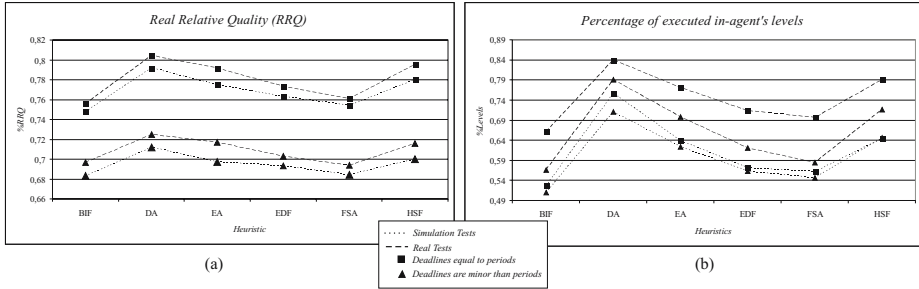 Real Relative Quality (RRQ)
0,82
0,8
0,78
0,76
0,74
0,72
0,7
0,68
0,66
%RRQ
BIF DA EA EDF FSA HSF
Heuristic
(a)
Percentage of executed in-agent's levels
0,89
0,84
0,79
0,74
0,69
0,64
0,59
0,54
0,49
%Levels
BIF DA EA EDF FSA HSF
Heuristics
(b)
Simulation Tests
Real Tests
Deadlines equal to periods
Deadlines are minor than periods